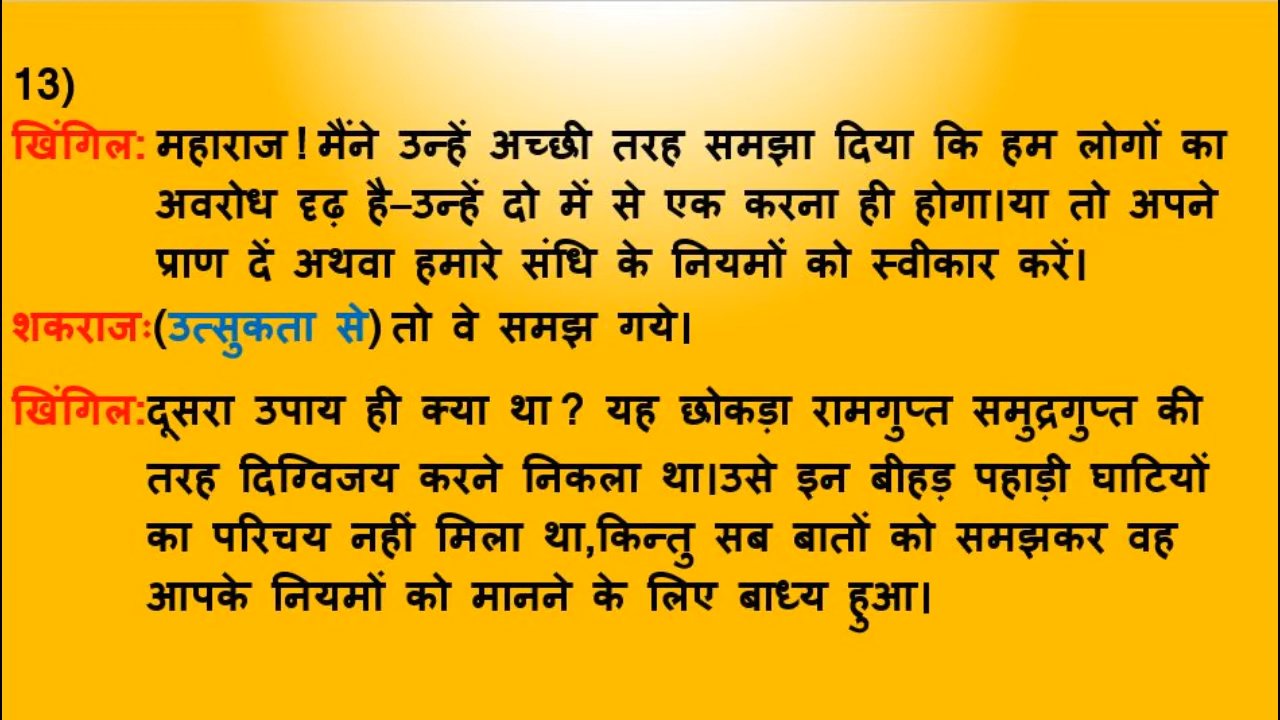 13)
खिंगिल: महाराज ! मैंने उन्हें अच्छी तरह समझा दिया कि हम लोगों का
अवरोध दृढ़ है–उन्हें दो में से एक करना ही होगा।या तो अपने
प्राण दें अथवा हमारे संधि के नियमों को स्वीकार करें।
शकराजः(उत्सुकता से) तो वे समझ गये।
खिंगिल:दूसरा उपाय ही क्या था ? यह छोकड़ा रामगुप्त समुद्रगुप्त की
तरह दिग्विजय करने निकला था।उसे इन बीहड़ पहाड़ी घाटियों
का परिचय नहीं मिला था,किन्तु सब बातों को समझकर वह
आपके नियमों को मानने के लिए बाध्य हुआ।